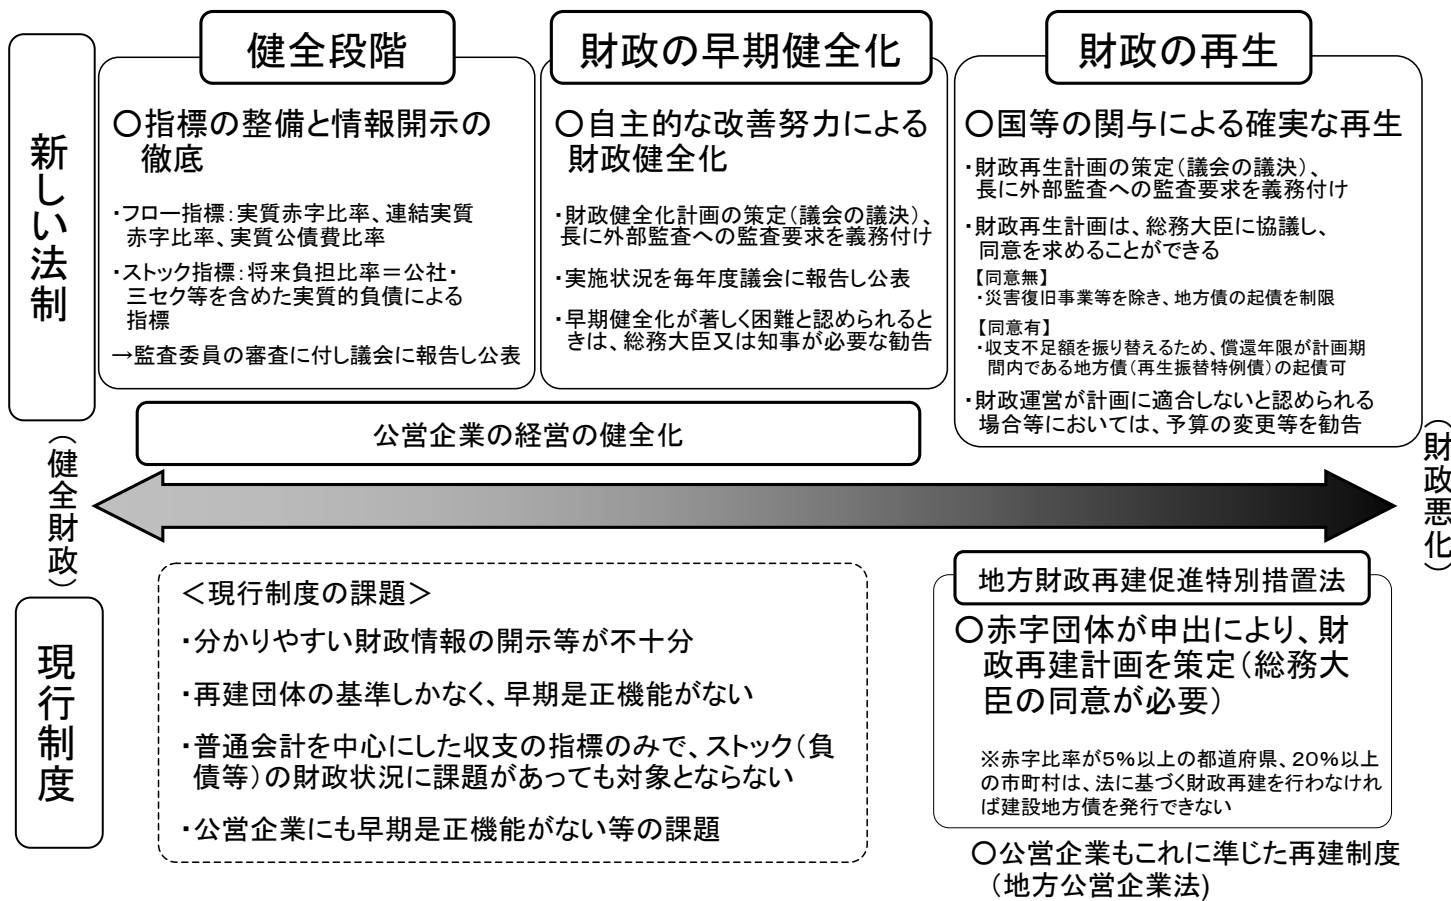 新しい法制
健全段階
〇指標の整備と情報開示の
徹底
・フロー指標：実質赤字比率、連結実質
赤字比率、実質公債費比率
・ストック指標：将来負担比率＝公社・
三セク等を含めた実質的負債による
指標
→監査委員の審査に付し議会に報告し公表
財政の早期健全化
〇自主的な改善努力による
財政健全化
・財政健全化計画の策定（議会の議決）、
長に外部監査への監査要求を義務付け
・実施状況を毎年度議会に報告し公表
・早期健全化が著しく困難と認められると
きは、総務大臣又は知事が必要な勧告
財政の再生
〇国等の関与による確実な再生
・財政再生計画の策定（議会の議決）、
長に外部監査への監査要求を義務付け
・財政再生計画は、総務大臣に協議し、
同意を求めることができる
【同意無】
・災害復旧事業等を除き、地方債の起債を制限
【同意有】
・収支不足額を振り替えるため、償還年限が計画期
間内である地方債（再生振替特例債）の起債可
・財政運営が計画に適合しないと認められる
場合等においては、予算の変更等を勧告
公営企業の経営の健全化
（健全財政）
（財政悪化）
現行制度
＜現行制度の課題＞
・分かりやすい財政情報の開示等が不十分
・再建団体の基準しかなく、早期是正機能がない
・普通会計を中心にした収支の指標のみで、ストック（負
債等）の財政状況に課題があっても対象とならない
・公営企業にも早期是正機能がない等の課題
地方財政再建促進特別措置法
〇赤字団体が申出により、財
政再建計画を策定（総務大
臣の同意が必要）
※赤字比率が5％以上の都道府県、20％以上
の市町村は、法に基づく財政再建を行わなけれ
ば建設地方債を発行できない
〇公営企業もこれに準じた再建制度
（地方公営企業法)